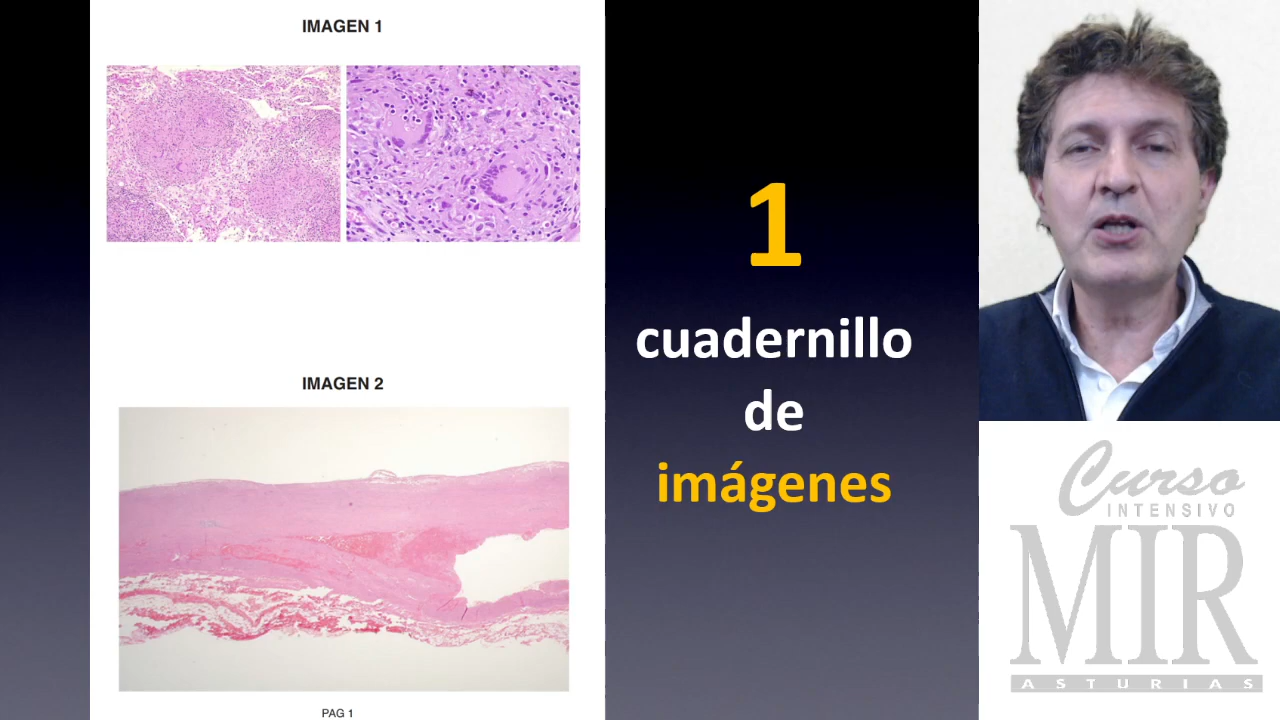 IMAGEN 1
IMAGEN 2
PAG 1
1
cuadernillo
de
imágenes
Curso
INTENSIVO
MIR
ASTURIAS